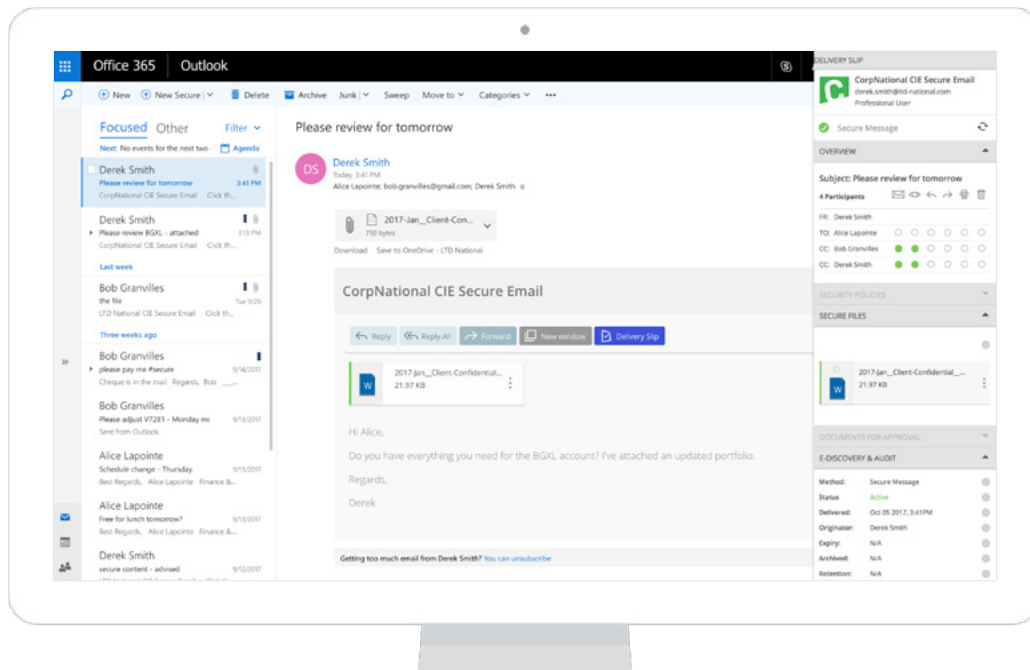 Office 365 Outlook
New New Secure Delete Archive Junk Sweep Move to Categories •••
Focused Other Filter
Next: No events for the next two Agenda
Derek Smith
Please review for tomorrow 3:41 PM
CorpNational CIE Secure Email Click th...
Derek Smith
Please review BGXL - attached 3:13 PM
CorpNational CIE Secure Email Click th...
Last week
Bob Granvilles
the file Tue 9/26
LTD National CIE Secure Email Click th...
Three weeks ago
Bob Granvilles
please pay me #secure 9/14/2017
Cheque is in the mail. Regards, Bob __...
Bob Granvilles
Please adjust V7281 - Monday 9/13/2017
Sent from Outlook
Alice Lapointe
Schedule change - Thursday 9/13/2017
Best Regards, Alice Lapointe Finance &...
Alice Lapointe
Free for lunch tomorrow? 9/13/2017
Best Regards, Alice Lapointe Finance &...
Derek Smith
secure content - advised 9/12/2017
Please review for tomorrow
DS
Derek Smith
Today, 3:41 PM
Alice Lapointe; bob.granvilles@gmail.com; Derek Smith
2017-Jan__Client-Con...
750 bytes
Download Save to OneDrive - LTD National
CorpNational CIE Secure Email
Reply Reply All Forward New window Delivery Slip
W
2017-Jan__Client-Confidential...
21.97 KB
Hi Alice,
Do you have everything you need for the BGXL account? I've attached an updated portfolio.
Regards,
Derek
Getting too much email from Derek Smith? You can unsubscribe
DELIVERY SLIP
C
CorpNational CIE Secure Email
derek.smith@ltd-national.com
Professional User
Secure Message
OVERVIEW
Subject: Please review for tomorrow
4 Participants
FR: Derek Smith
TO: Alice Lapointe
CC: Bob Granvilles
CC: Derek Smith
SECURITY POLICIES
SECURE FILES
W
2017-Jan__Client-Confidential__...
21.97 KB
DOCUMENTS FOR APPROVAL
E-DISCOVERY & AUDIT
Method: Secure Message
Status Active
Delivered: Oct 05 2017, 3:41PM
Originator: Derek Smith
Expiry: N/A
Archived: N/A
Retention: N/A